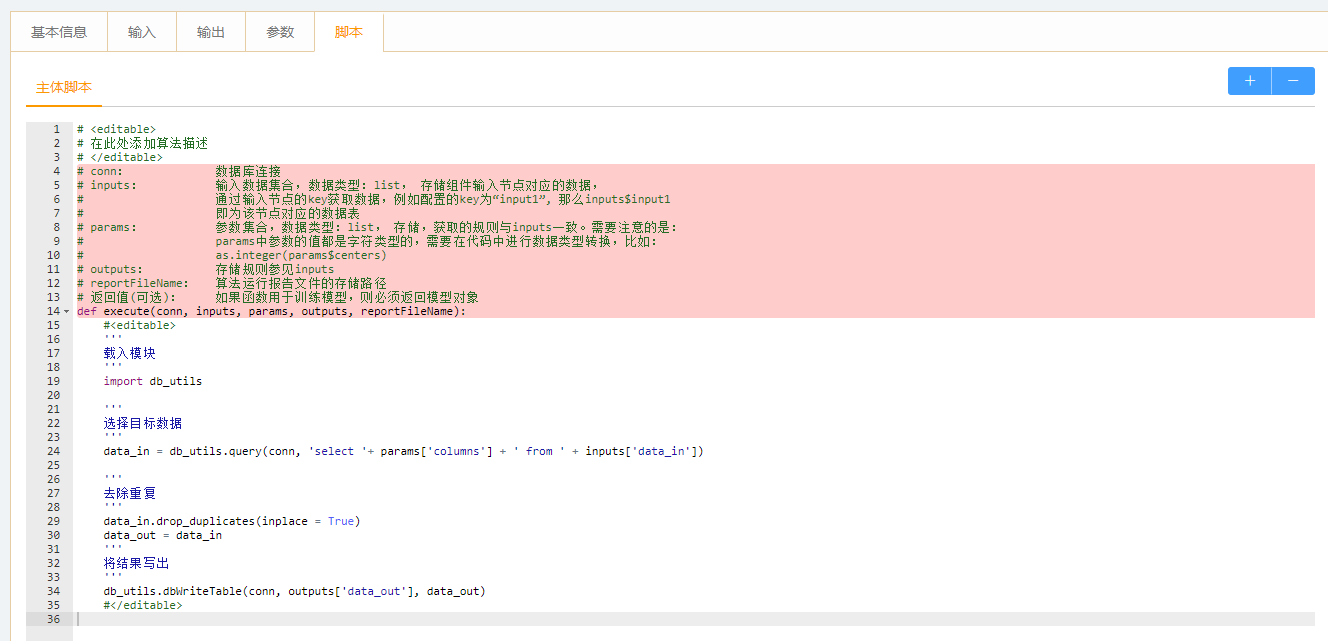 基本信息 输入 输出 参数 脚本
主体脚本 + −
1 # <editable>
2 # 在此处添加算法描述
3 # </editable>
4 # conn: 数据库连接
5 # inputs: 输入数据集合，数据类型：list， 存储组件输入节点对应的数据，
6 # 通过输入节点的key获取数据，例如配置的key为“input1”, 那么inputs$input1
7 # 即为该节点对应的数据表
8 # params: 参数集合，数据类型：list， 存储，获取的规则与inputs一致。需要注意的是：
9 # params中参数的值都是字符类型的，需要在代码中进行数据类型转换，比如：
10 # as.integer(params$centers)
11 # outputs: 存储规则参见inputs
12 # reportFileName: 算法运行报告文件的存储路径
13 # 返回值(可选): 如果函数用于训练模型，则必须返回模型对象
14 def execute(conn, inputs, params, outputs, reportFileName):
15 #<editable>
16 '''
17 载入模块
18 '''
19 import db_utils
20
21 '''
22 选择目标数据
23 '''
24 data_in = db_utils.query(conn, 'select '+ params['columns'] + ' from ' + inputs['data_in'])
25
26 '''
27 去除重复
28 '''
29 data_in.drop_duplicates(inplace = True)
30 data_out = data_in
31 '''
32 将结果写出
33 '''
34 db_utils.dbWriteTable(conn, outputs['data_out'], data_out)
35 #</editable>
36